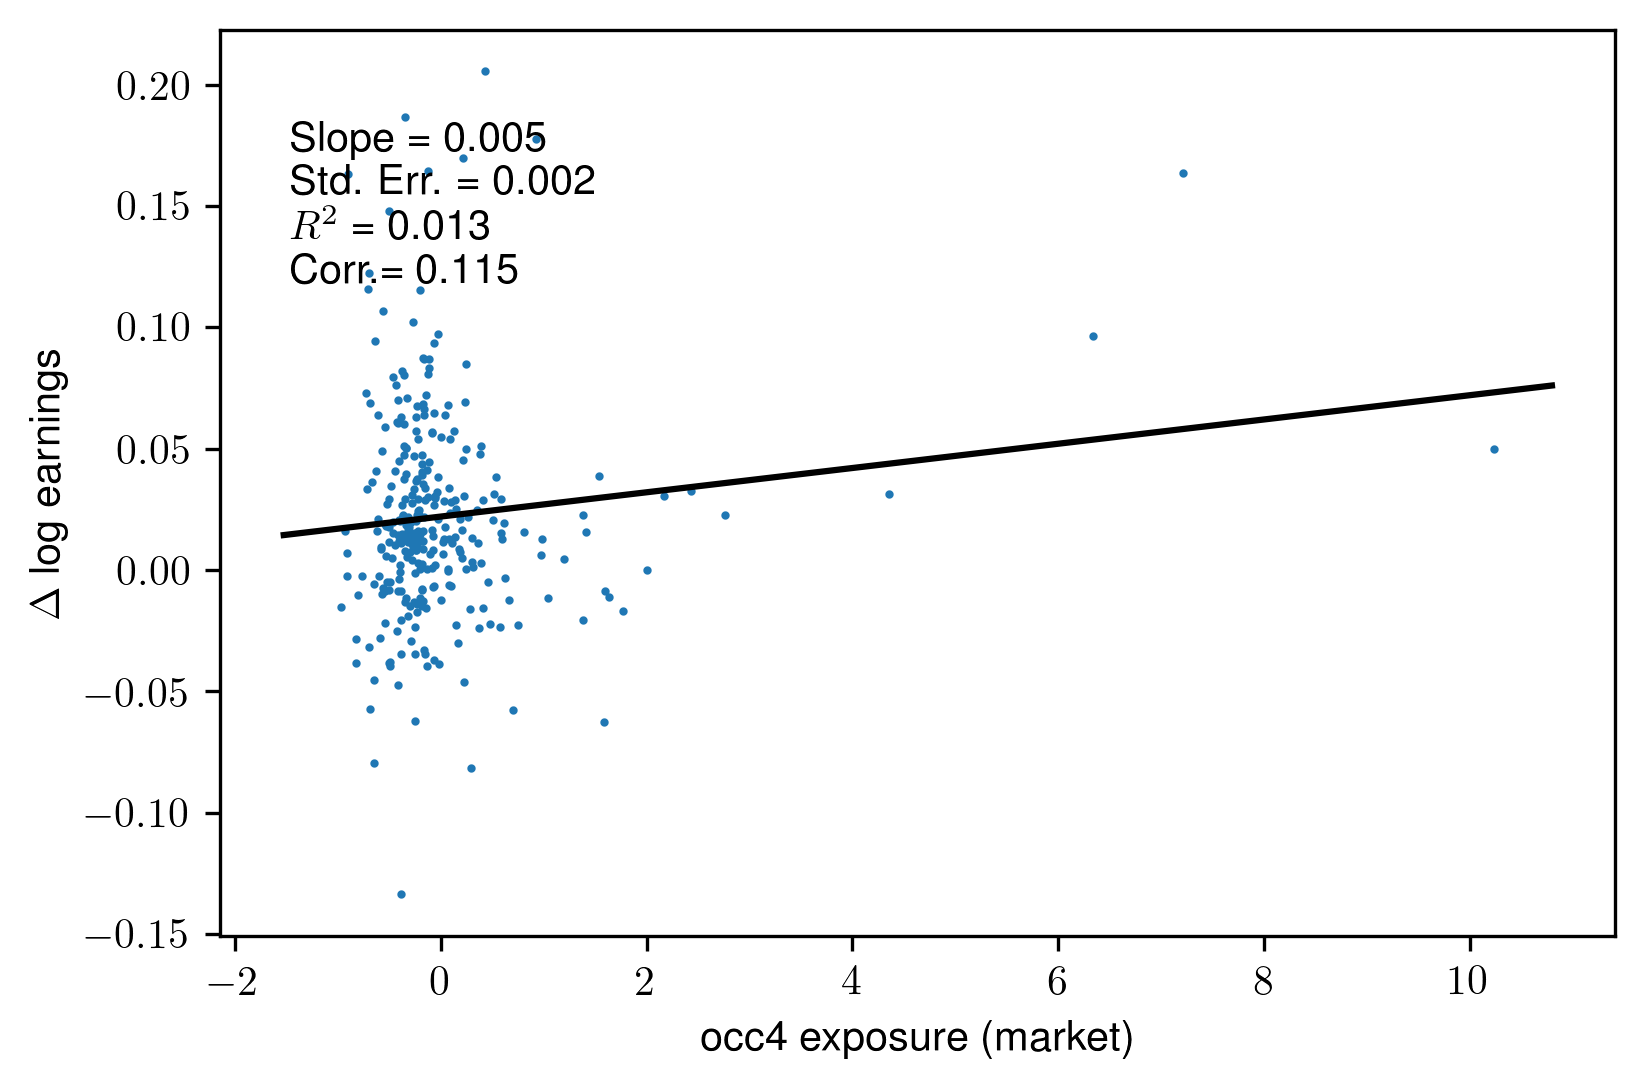 0.20
0.15
0.10
0.05
0.00
−0.05
−0.10
−0.15
Δ log earnings
Slope = 0.005
Std. Err. = 0.002
R² = 0.013
Corr.= 0.115
−2 0 2 4 6 8 10
occ4 exposure (market)